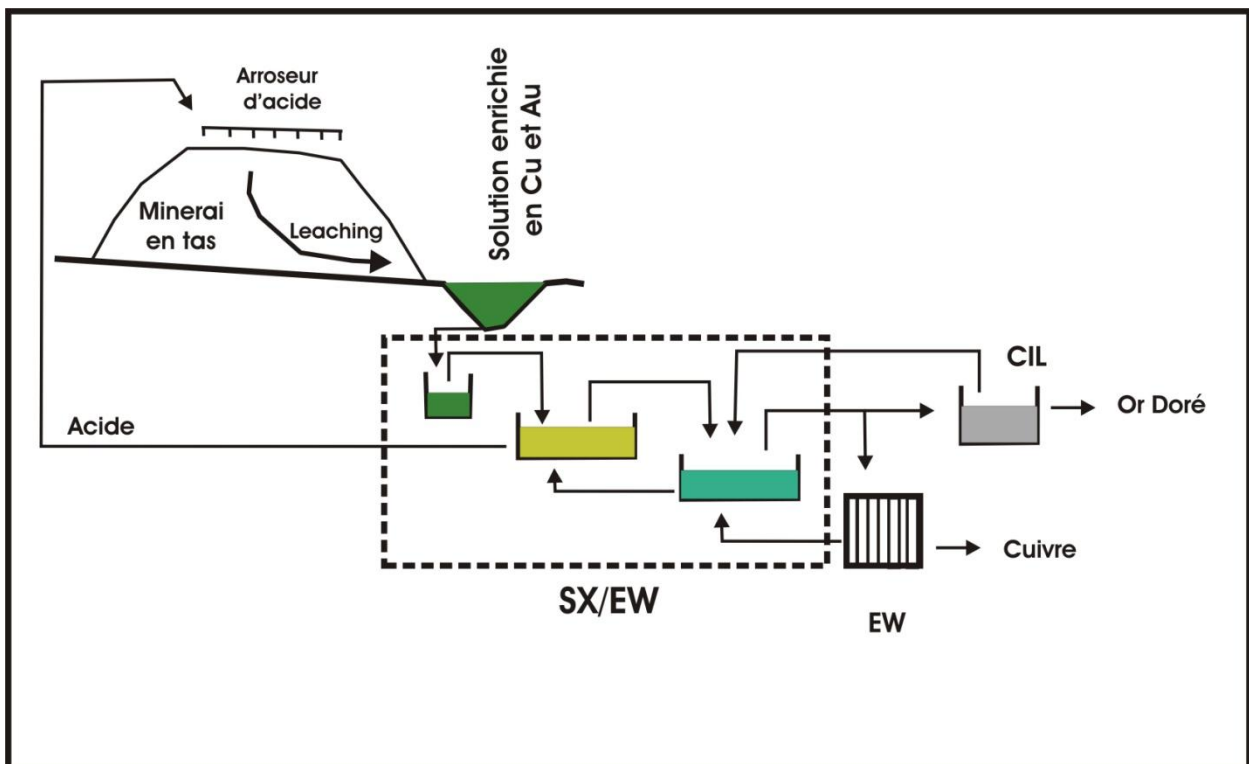 Arroseur
d'acide
Solution enrichie
en Cu et Au
Minerai
en tas
Leaching
CIL
Or Doré
Acide
Cuivre
SX/EW
EW